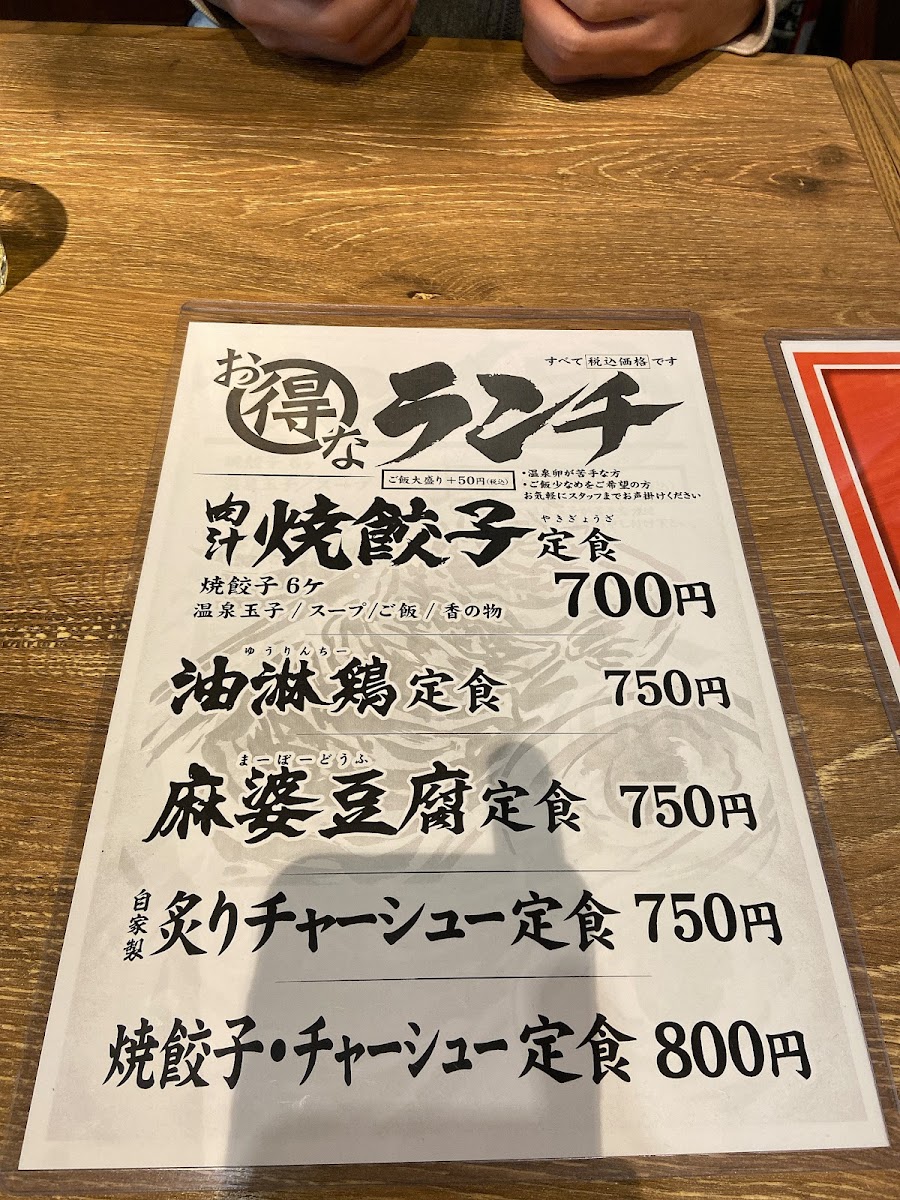 お得なランチ
すべて税込価格です
ご飯大盛り+50円(税込)
・温泉卵が苦手な方
・ご飯少なめをご希望の方
お気軽にスタッフまでお声掛けください
肉汁焼餃子定食
やきぎょうざ
焼餃子 6ケ
温泉玉子/スープ/ご飯/香の物
700円
ゆうりんちー
油淋鶏定食 750円
まーぼーどうふ
麻婆豆腐定食 750円
自家製 炙りチャーシュー定食 750円
焼餃子・チャーシュー定食 800円